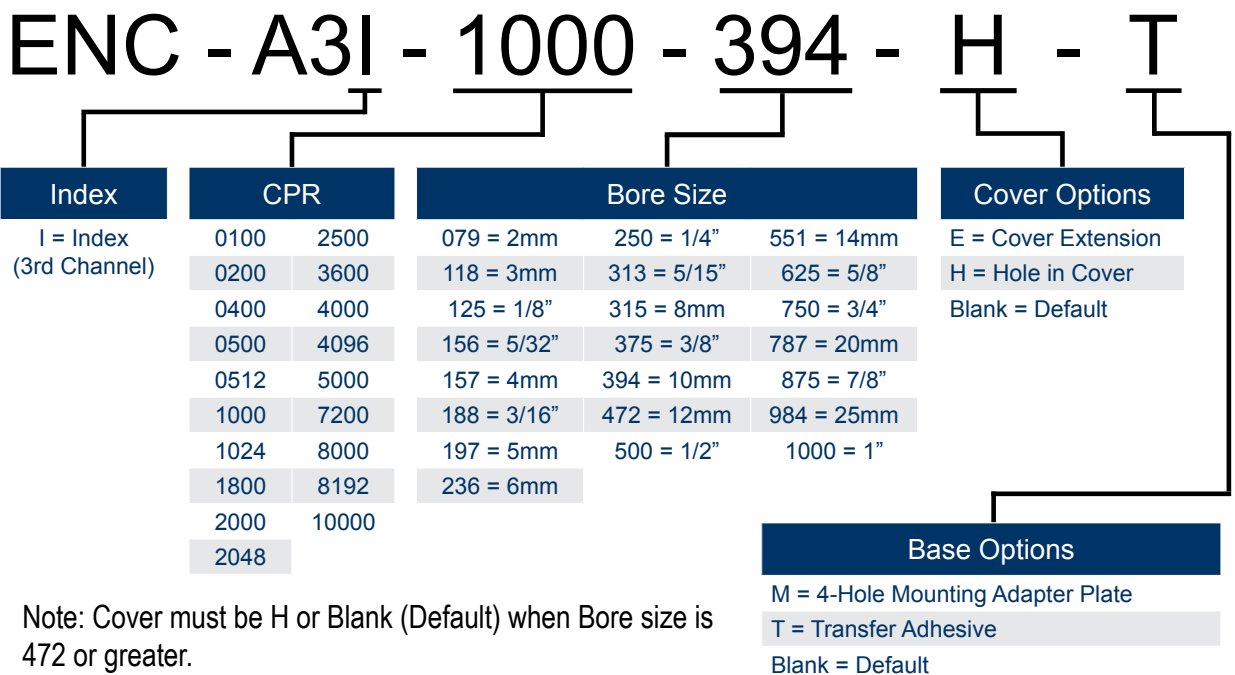 ENC - A3I - 1000 - 394 - H - T
Index
I = Index
(3rd Channel)
CPR
0100 2500
0200 3600
0400 4000
0500 4096
0512 5000
1000 7200
1024 8000
1800 8192
2000 10000
2048
Bore Size
079 = 2mm 250 = 1/4” 551 = 14mm
118 = 3mm 313 = 5/15” 625 = 5/8”
125 = 1/8” 315 = 8mm 750 = 3/4”
156 = 5/32” 375 = 3/8” 787 = 20mm
157 = 4mm 394 = 10mm 875 = 7/8”
188 = 3/16” 472 = 12mm 984 = 25mm
197 = 5mm 500 = 1/2” 1000 = 1”
236 = 6mm
Cover Options
E = Cover Extension
H = Hole in Cover
Blank = Default
Base Options
M = 4-Hole Mounting Adapter Plate
T = Transfer Adhesive
Blank = Default
Note: Cover must be H or Blank (Default) when Bore size is
472 or greater.